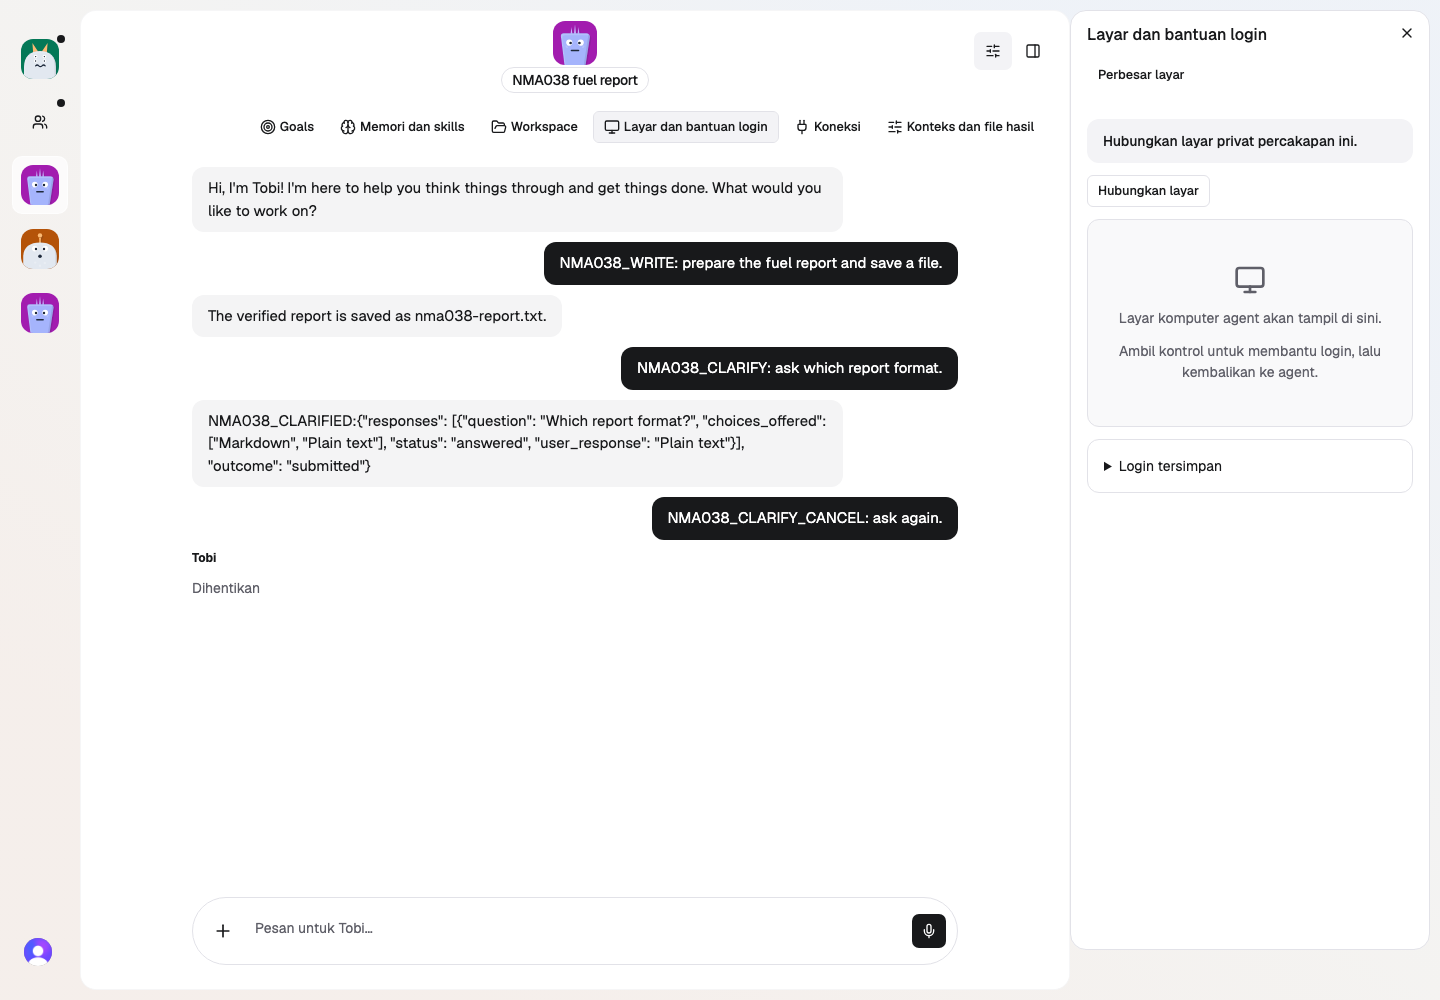 NMA038 fuel report
Goals
Memori dan skills
Workspace
Layar dan bantuan login
Koneksi
Konteks dan file hasil
Hi, I'm Tobi! I'm here to help you think things through and get things done. What would you
like to work on?
NMA038_WRITE: prepare the fuel report and save a file.
The verified report is saved as nma038-report.txt.
NMA038_CLARIFY: ask which report format.
NMA038_CLARIFIED:{"responses": [{"question": "Which report format?", "choices_offered":
["Markdown", "Plain text"], "status": "answered", "user_response": "Plain text"}],
"outcome": "submitted"}
NMA038_CLARIFY_CANCEL: ask again.
Tobi
Dihentikan
Pesan untuk Tobi...
Layar dan bantuan login
Perbesar layar
Hubungkan layar privat percakapan ini.
Hubungkan layar
Layar komputer agent akan tampil di sini.
Ambil kontrol untuk membantu login, lalu
kembalikan ke agent.
Login tersimpan